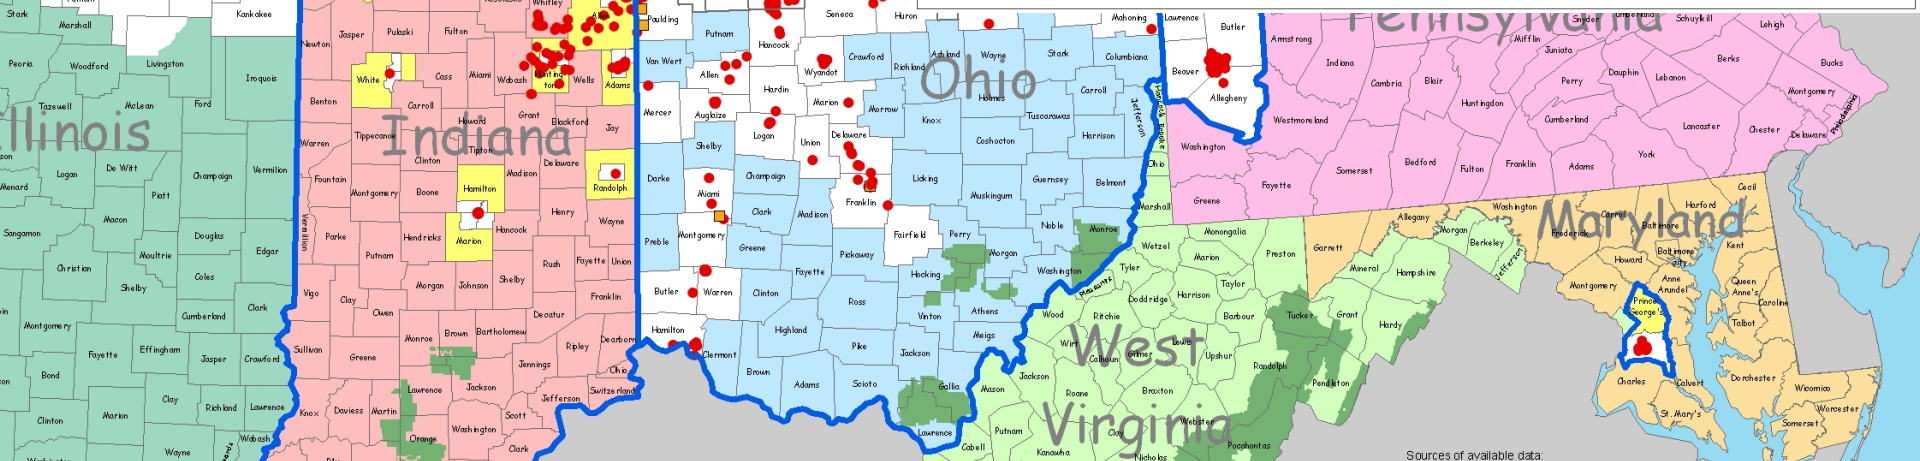 Stark
Marshall
Kankakee
Peoria
Woodford
Livingston
Iroquois
Tazewell
McLean
Ford
Illinois
Logan
De Witt
Champaign
Vermilion
Menard
Piatt
Macon
Sangamon
Douglas
Edgar
Moultrie
Christian
Coles
Shelby
Clark
Cumberland
Montgomery
Fayette
Effingham
Jasper
Crawford
Bond
Clay
Richland
Lawrence
Marion
Clinton
Wabash
Wayne
Washington
Whitley
Allen
Newton
Jasper
Pulaski
Fulton
White
Cass
Miami
Wabash
Hunting
ton
Wells
Adams
Benton
Carroll
Howard
Grant
Blackford
Jay
Tippecanoe
Indiana
Warren
Clinton
Tipton
Delaware
Madison
Fountain
Montgomery
Boone
Hamilton
Randolph
Vermillion
Parke
Hendricks
Marion
Hancock
Henry
Wayne
Putnam
Rush
Fayette
Union
Vigo
Clay
Morgan
Johnson
Shelby
Franklin
Owen
Decatur
Sullivan
Greene
Monroe
Brown
Bartholomew
Ripley
Dearborn
Jennings
Ohio
Lawrence
Jackson
Jefferson
Switzerland
Knox
Daviess
Martin
Scott
Orange
Washington
Clark
Paulding
Seneca
Huron
Mahoning
Putnam
Hancock
Van Wert
Allen
Wyandot
Crawford
Richland
Ashland
Wayne
Stark
Columbiana
Ohio
Hardin
Mercer
Auglaize
Marion
Morrow
Holmes
Carroll
Jefferson
Logan
Delaware
Knox
Tuscarawas
Coshocton
Harrison
Shelby
Union
Darke
Champaign
Licking
Guernsey
Belmont
Miami
Franklin
Muskingum
Clark
Madison
Montgomery
Preble
Greene
Fairfield
Perry
Noble
Monroe
Pickaway
Morgan
Fayette
Hocking
Washington
Butler
Warren
Clinton
Ross
Athens
Vinton
Hamilton
Highland
Meigs
Clermont
Pike
Jackson
Brown
Adams
Scioto
Gallia
Lawrence
Hancock
Brooke
Ohio
Marshall
Wetzel
Monongalia
Marion
Preston
Tyler
Pleasants
Doddridge
Harrison
Taylor
Wood
Ritchie
Barbour
Tucker
Grant
Mineral
Hampshire
Hardy
Morgan
Berkeley
Jefferson
West
Virginia
Wirt
Calhoun
Gilmer
Lewis
Upshur
Randolph
Pendleton
Jackson
Mason
Roane
Braxton
Putnam
Clay
Webster
Cabell
Kanawha
Nicholas
Pocahontas
Lawrence
Butler
Pennsylvania
Snyder
Schuylkill
Lehigh
Armstrong
Mifflin
Juniata
Beaver
Indiana
Cambria
Blair
Perry
Dauphin
Lebanon
Berks
Bucks
Allegheny
Huntingdon
Montgomery
Westmoreland
Cumberland
Lancaster
Chester
Delaware
Philadelphia
Washington
Somerset
Bedford
Fulton
Franklin
Adams
York
Fayette
Greene
Cecil
Washington
Harford
Allegany
Carroll
Maryland
Garrett
Frederick
Baltimore
Baltimore
City
Kent
Howard
Montgomery
Anne
Arundel
Queen
Anne's
Caroline
Prince
George's
Talbot
Charles
Calvert
Dorchester
Wicomico
St. Mary's
Worcester
Somerset
Sources of available data: